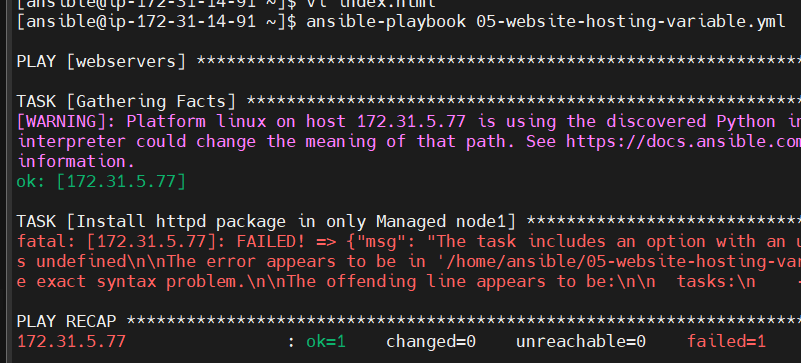 [ansible@ip-172-31-14-91 ~]$ vi index.html
[ansible@ip-172-31-14-91 ~]$ ansible-playbook 05-website-hosting-variable.yml
PLAY [webservers] ************************************************************
TASK [Gathering Facts] *******************************************************
[WARNING]: Platform linux on host 172.31.5.77 is using the discovered Python in
interpreter could change the meaning of that path. See https://docs.ansible.com
information.
ok: [172.31.5.77]
TASK [Install httpd package in only Managed node1] ***************************
fatal: [172.31.5.77]: FAILED! => {"msg": "The task includes an option with an u
s undefined\n\nThe error appears to be in '/home/ansible/05-website-hosting-var
e exact syntax problem.\n\nThe offending line appears to be:\n\n  tasks:\n    -
PLAY RECAP *******************************************************************
172.31.5.77                : ok=1    changed=0    unreachable=0    failed=1